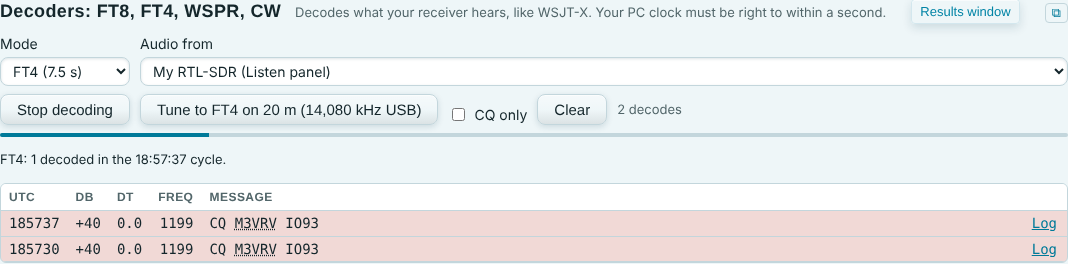 Decoders: FT8, FT4, WSPR, CW Decodes what your receiver hears, like WSJT-X. Your PC clock must be right to within a second. Results window
Mode Audio from
FT4 (7.5 s) My RTL-SDR (Listen panel)
Stop decoding Tune to FT4 on 20 m (14,080 kHz USB) CQ only Clear 2 decodes
FT4: 1 decoded in the 18:57:37 cycle.
UTC DB DT FREQ MESSAGE
185737 +40 0.0 1199 CQ M3VRV IO93 Log
185730 +40 0.0 1199 CQ M3VRV IO93 Log